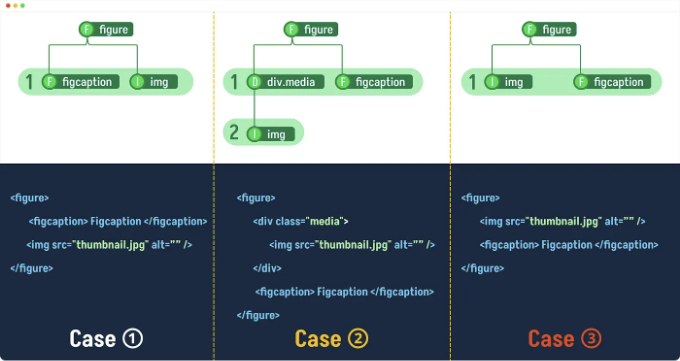 F figure
1 F figcaption I img
<figure>
<figcaption> Figcaption </figcaption>
<img src="thumbnail.jpg" alt="" />
</figure>
Case ①
F figure
1 D div.media F figcaption
2 I img
<figure>
<div class="media">
<img src="thumbnail.jpg" alt="" />
</div>
<figcaption> Figcaption </figcaption>
</figure>
Case ②
F figure
1 I img F figcaption
<figure>
<img src="thumbnail.jpg" alt="" />
<figcaption> Figcaption </figcaption>
</figure>
Case ③